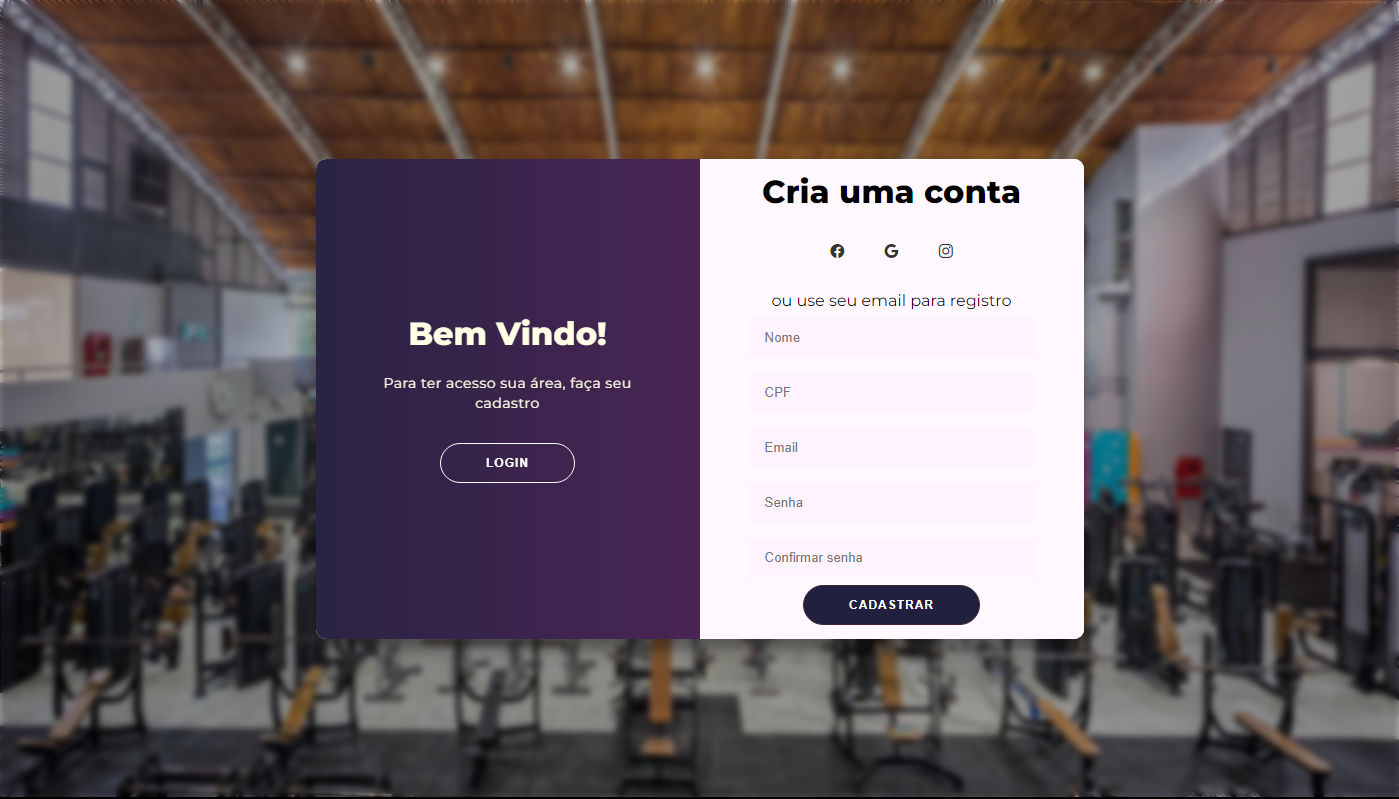 Bem Vindo!
Para ter acesso sua área, faça seu
cadastro
LOGIN
Cria uma conta
ou use seu email para registro
Nome
CPF
Email
Senha
Confirmar senha
CADASTRAR